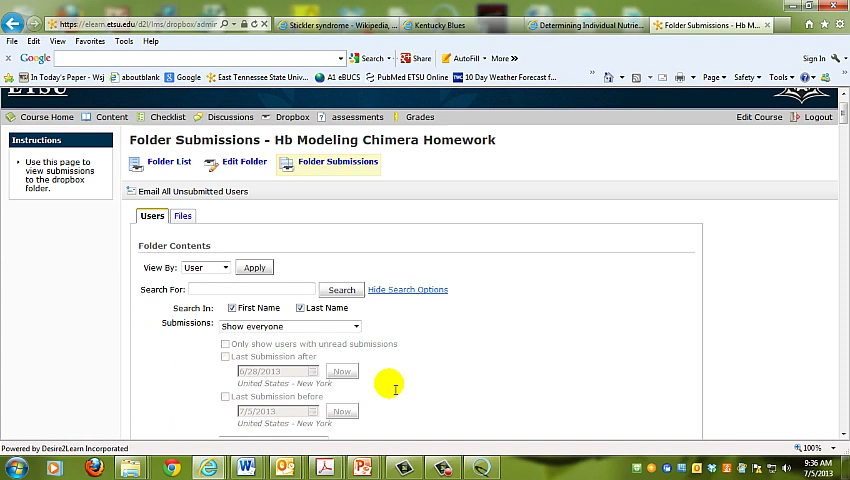 https://elearn.etsu.edu/d2l/lms/dropbox/admir
Stickler syndrome - Wikipedia, ...
Kentucky Blues
Determining Individual Nutrie...
Folder Submissions - Hb M...
File Edit View Favorites Tools Help
Google
Search
Share
AutoFill
More »
Sign In
In Today's Paper - Wsj
aboutblank
Google
East Tennessee State Univ...
A1 eBUCS
PubMed ETSU Online
10 Day Weather Forecast f...
Page
Safety
Tools
ETSU
Course Home
Content
Checklist
Discussions
Dropbox
assessments
Grades
Edit Course
Logout
Instructions
Use this page to
view submissions
to the dropbox
folder.
Folder Submissions - Hb Modeling Chimera Homework
Folder List
Edit Folder
Folder Submissions
Email All Unsubmitted Users
Users
Files
Folder Contents
View By: User Apply
Search For: Search Hide Search Options
Search In: First Name Last Name
Submissions: Show everyone
Only show users with unread submissions
Last Submission after
6/28/2013 Now
United States - New York
Last Submission before
7/5/2013 Now
United States - New York
Powered by Desire2Learn Incorporated
100%
9:36 AM
7/5/2013